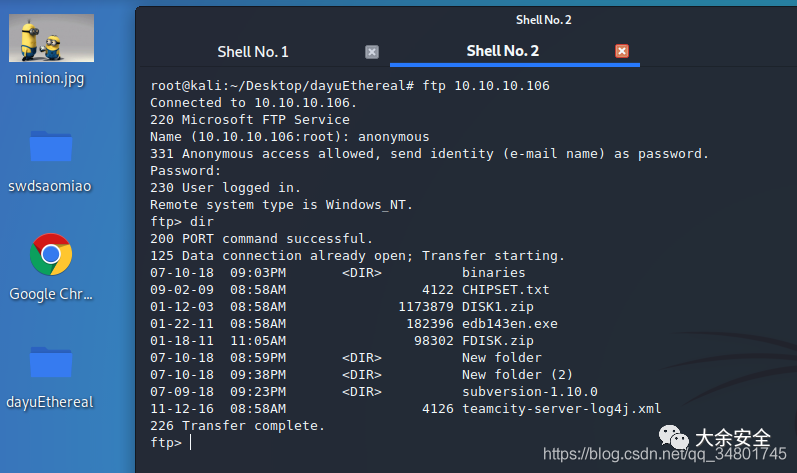 Shell No. 2
Shell No. 1
Shell No. 2
minion.jpg
swdsaomiao
Google Chr...
dayuEthereal
root@kali:~/Desktop/dayuEthereal# ftp 10.10.10.106
Connected to 10.10.10.106.
220 Microsoft FTP Service
Name (10.10.10.106:root): anonymous
331 Anonymous access allowed, send identity (e-mail name) as password.
Password:
230 User logged in.
Remote system type is Windows_NT.
ftp> dir
200 PORT command successful.
125 Data connection already open; Transfer starting.
07-10-18  09:03PM       <DIR>          binaries
09-02-09  08:58AM                 4122 CHIPSET.txt
01-12-03  08:58AM              1173879 DISK1.zip
01-22-11  08:58AM               182396 edb143en.exe
01-18-11  11:05AM                98302 FDISK.zip
07-10-18  08:59PM       <DIR>          New folder
07-10-18  09:38PM       <DIR>          New folder (2)
07-09-18  09:23PM       <DIR>          subversion-1.10.0
11-12-16  08:58AM                 4126 teamcity-server-log4j.xml
226 Transfer complete.
ftp>
大余安全
https://blog.csdn.net/qq_34801745